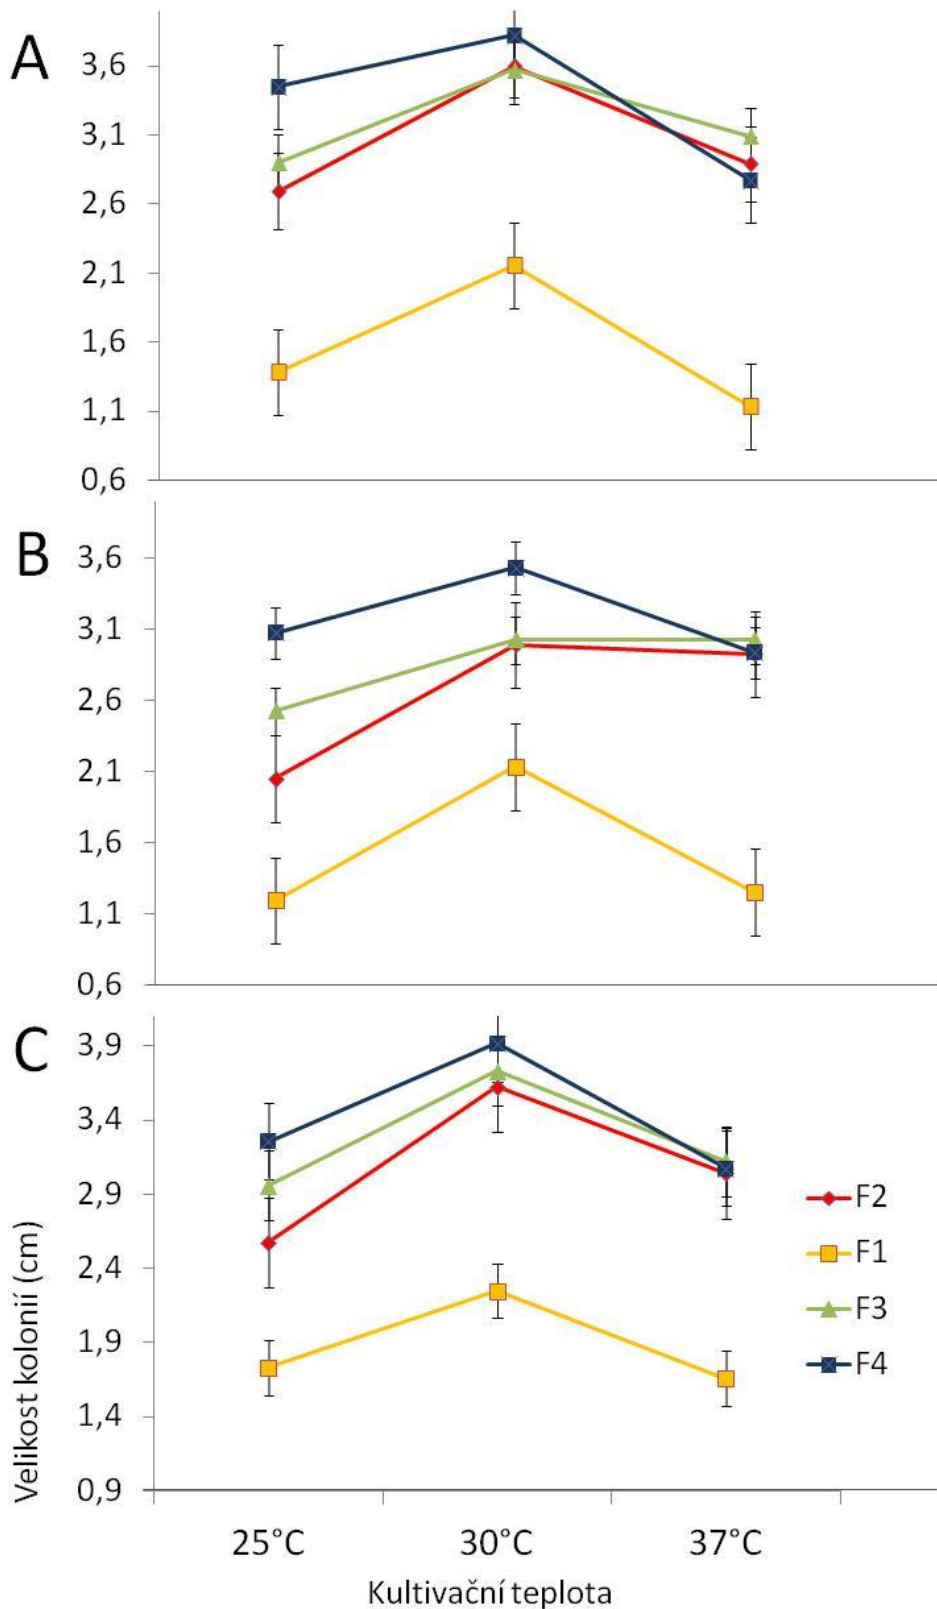 A
3,6
3,1
2,6
2,1
1,6
1,1
0,6
B
3,6
3,1
2,6
2,1
1,6
1,1
0,6
C
3,9
3,4
2,9
2,4
1,9
1,4
0,9
Velikost kolonií (cm)
F2
F1
F3
F4
25°C 30°C 37°C
Kultivační teplota